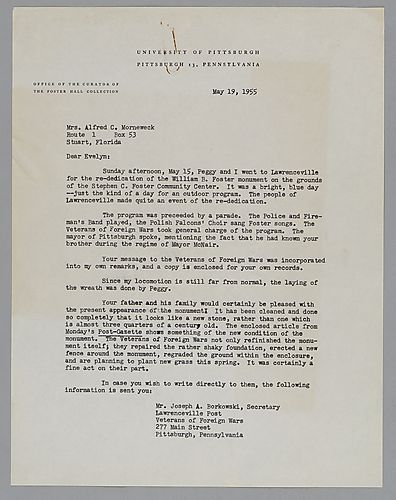 UNIVERSITY OF PITTSBURGH
PITTSBURGH 13, PENNSYLVANIA
OFFICE OF THE CURATOR OF
THE FOSTER HALL COLLECTION
May 19, 1955
Mrs. Alfred C. Morneweck
Route 1 Box 53
Stuart, Florida
Dear Evelyn:
Sunday afternoon, May 15, Peggy and I went to Lawrenceville
for the re-dedication of the William B. Foster monument on the grounds
of the Stephen C. Foster Community Center. It was a bright, blue day
--just the kind of a day for an outdoor program. The people of
Lawrenceville made quite an event of the re-dedication.
The program was preceeded by a parade. The Police and Fire-
man's Band played, the Polish Falcons' Choir sang Foster songs. The
Veterans of Foreign Wars took general charge of the program. The
mayor of Pittsburgh spoke, mentioning the fact that he had known your
brother during the regime of Mayor McNair.
Your message to the Veterans of Foreign Wars was incorporated
into my own remarks, and a copy is enclosed for your own records.
Since my locomotion is still far from normal, the laying of
the wreath was done by Peggy.
Your father and his family would certainly be pleased with
the present appearance of the monument! It has been cleaned and done
so completely that it looks like a new stone, rather than one which
is almost three quarters of a century old. The enclosed article from
Monday's Post-Gazette shows something of the new condition of the
monument. The Veterans of Foreign Wars not only refinished the monu-
ment itself; they repaired the rather shaky foundation, erected a new
fence around the monument, regraded the ground within the enclosure,
and are planning to plant new grass this spring. It was certainly a
fine act on their part.
In case you wish to write directly to them, the following
information is sent you:
Mr. Joseph A. Borkowski, Secretary
Lawrenceville Post
Veterans of Foreign Wars
277 Main Street
Pittsburgh, Pennsylvania